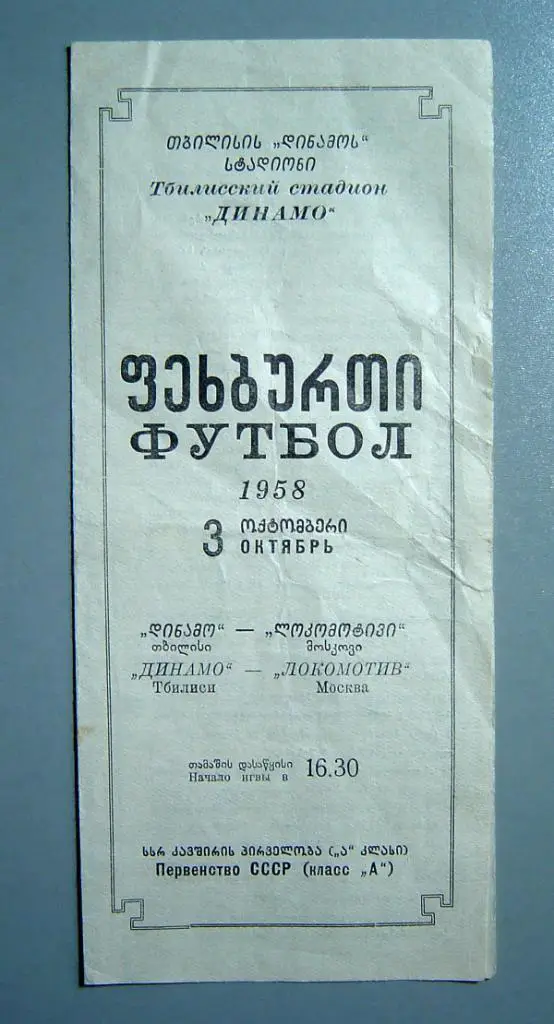 თბილისის „დინამოს“
სტადიონი
Тбилисский стадион
„ДИНАМО“
ფეხბურთი
ФУТБОЛ
1958
3 ოქტომბერი
ОКТЯБРЬ
„დინამო“ — „ლოკომოტივი“
თბილისი მოსკოვი
„ДИНАМО“ — „ЛОКОМОТИВ“
Тбилиси Москва
თამაშის დასაწყისი
Начало игвы в 16.30
სსრ კავშირის პირველობა („ა“ კლასი)
Первенство СССР (класс „А“)